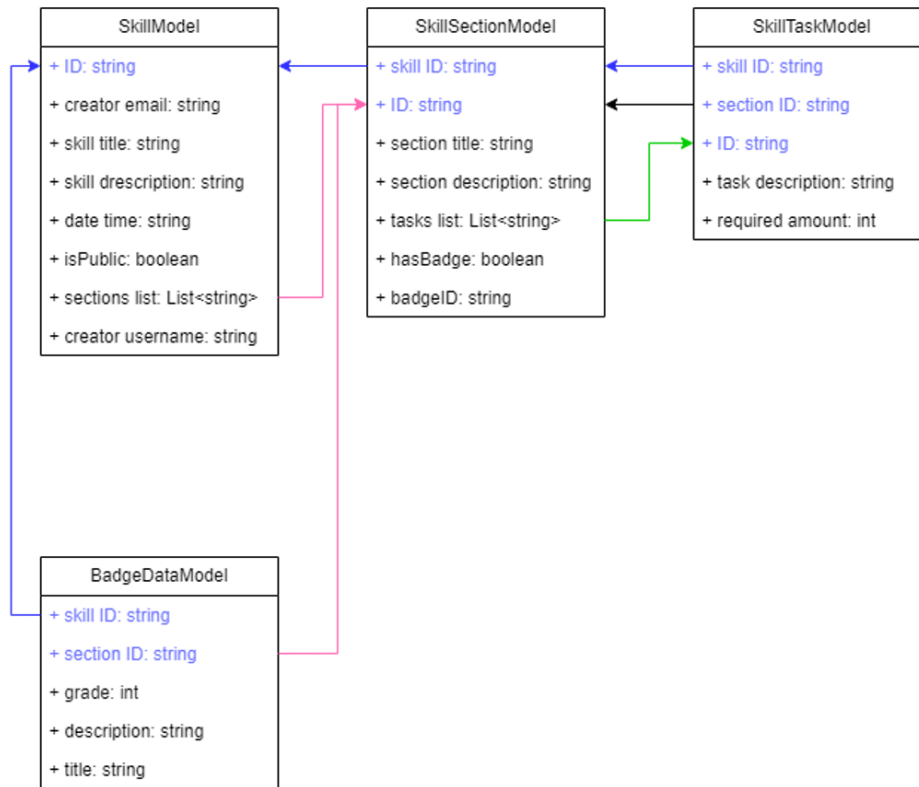 SkillModel
+ ID: string
+ creator email: string
+ skill title: string
+ skill drescription: string
+ date time: string
+ isPublic: boolean
+ sections list: List<string>
+ creator username: string
SkillSectionModel
+ skill ID: string
+ ID: string
+ section title: string
+ section description: string
+ tasks list: List<string>
+ hasBadge: boolean
+ badgeID: string
SkillTaskModel
+ skill ID: string
+ section ID: string
+ ID: string
+ task description: string
+ required amount: int
BadgeDataModel
+ skill ID: string
+ section ID: string
+ grade: int
+ description: string
+ title: string